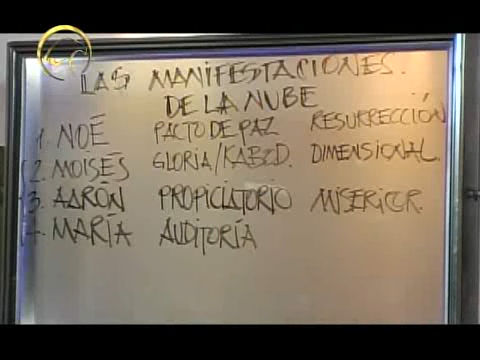 LAS MANIFESTACIONES.
DE LA NUBE
1. NOÉ PACTO DE PAZ RESURRECCIÓN
2. MOISÉS GLORIA/KABOD. DIMENSIONAL.
3. AARÓN PROPICIATORIO MISERICR.
4. MARÍA AUDITORÍA